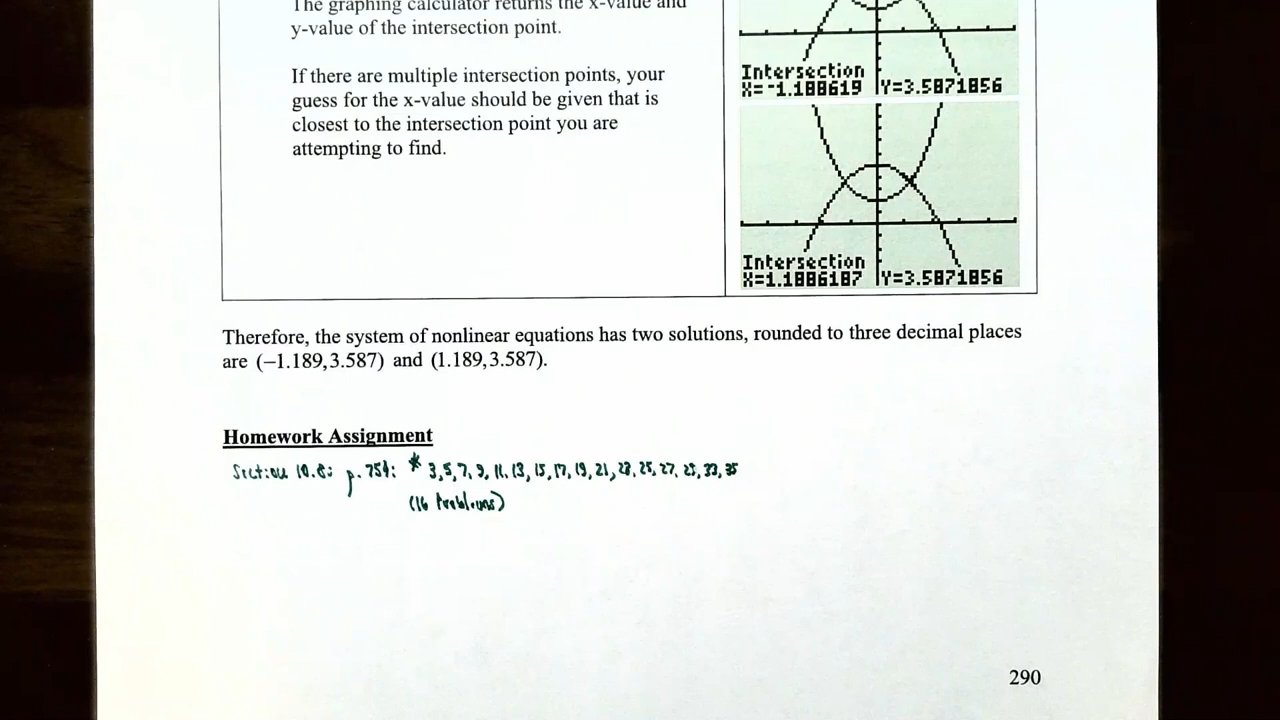 The graphing calculator returns the x-value and
y-value of the intersection point.
If there are multiple intersection points, your
guess for the x-value should be given that is
closest to the intersection point you are
attempting to find.
Intersection
X=-1.188619 Y=3.5871856
Intersection
X=1.1886187 Y=3.5871856
Therefore, the system of nonlinear equations has two solutions, rounded to three decimal places
are (−1.189,3.587) and (1.189,3.587).
Homework Assignment
Section 10.8: p. 754: * 3,5,7,9,11,13,15,17,19,21,23,25,27,29,33,35
(16 Problems)
290